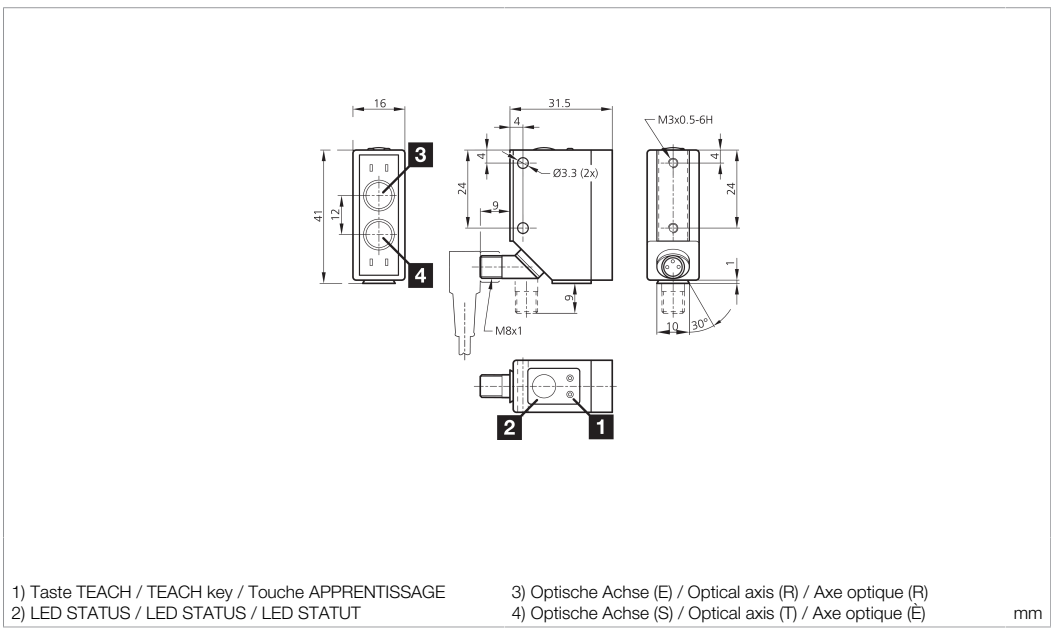 16
31.5
4
M3x0.5-6H
3
4
Ø3.3 (2x)
4
24
24
41
12
9
4
1
9
M8x1
10
30°
2
1
1) Taste TEACH / TEACH key / Touche APPRENTISSAGE
2) LED STATUS / LED STATUS / LED STATUT
3) Optische Achse (E) / Optical axis (R) / Axe optique (R)
4) Optische Achse (S) / Optical axis (T) / Axe optique (È)
mm